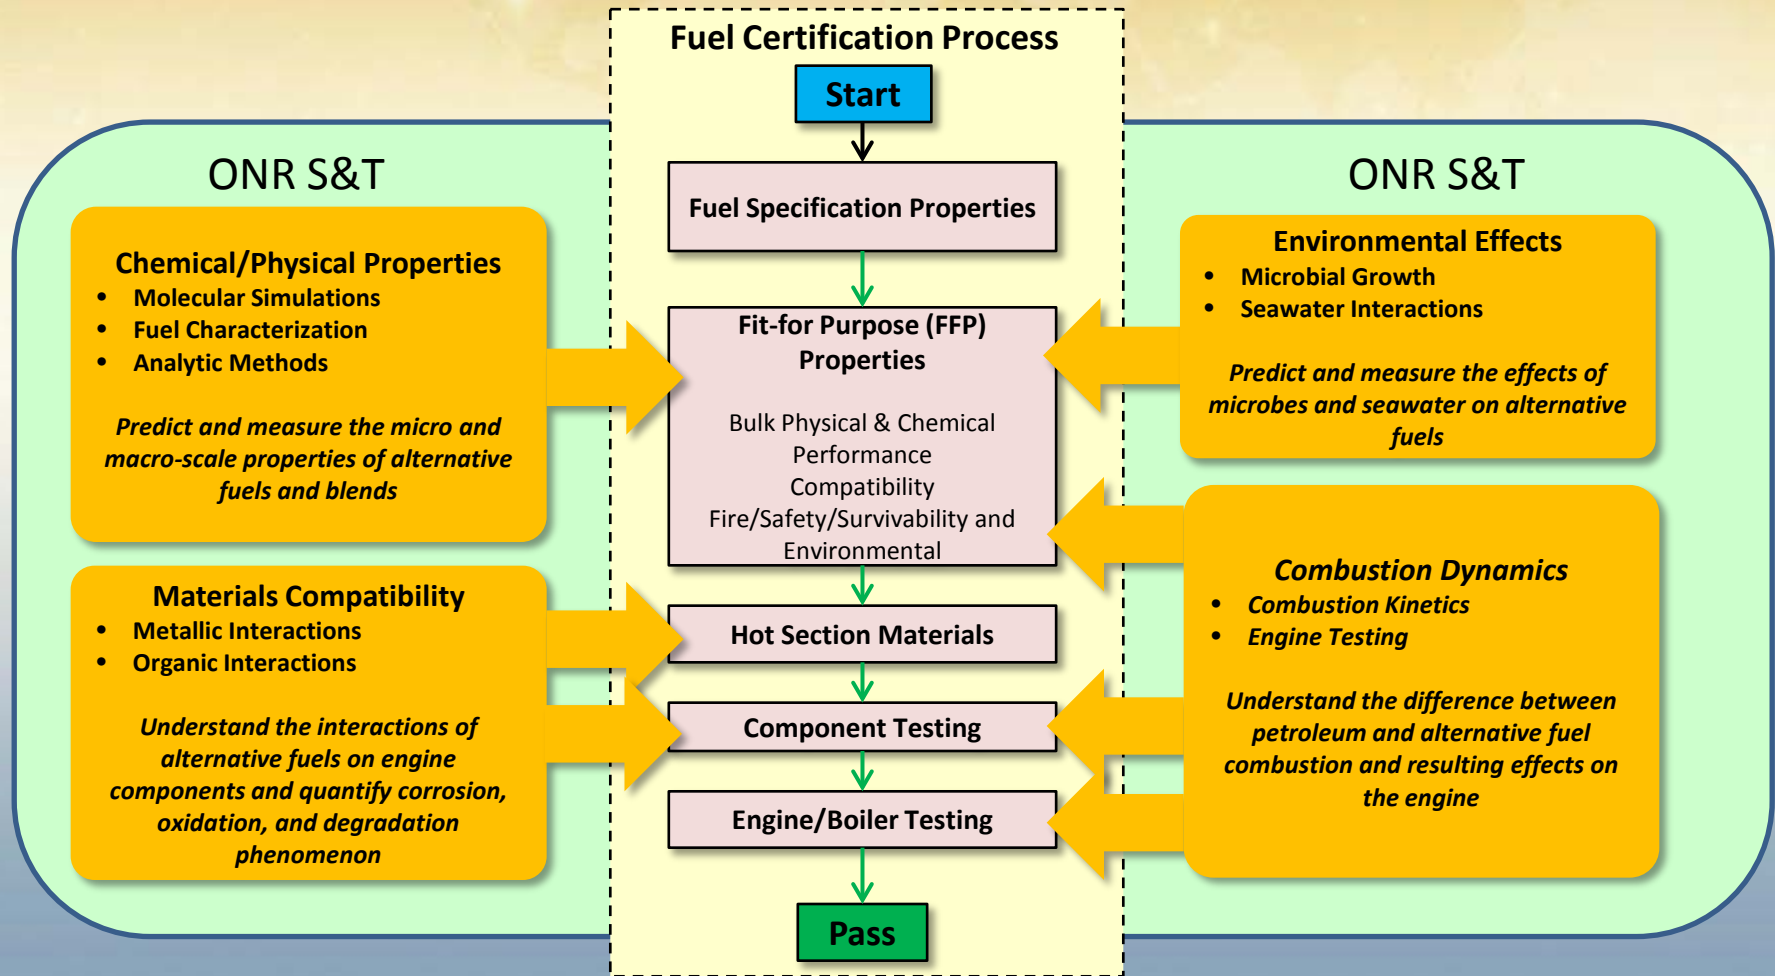 Fuel Certification Process
Start
Fuel Specification Properties
Fit-for Purpose (FFP)
Properties
Bulk Physical & Chemical
Performance
Compatibility
Fire/Safety/Survivability and
Environmental
Hot Section Materials
Component Testing
Engine/Boiler Testing
Pass
ONR S&T
Chemical/Physical Properties
• Molecular Simulations
• Fuel Characterization
• Analytic Methods
Predict and measure the micro and
macro-scale properties of alternative
fuels and blends
Materials Compatibility
• Metallic Interactions
• Organic Interactions
Understand the interactions of
alternative fuels on engine
components and quantify corrosion,
oxidation, and degradation
phenomenon
ONR S&T
Environmental Effects
• Microbial Growth
• Seawater Interactions
Predict and measure the effects of
microbes and seawater on alternative
fuels
Combustion Dynamics
• Combustion Kinetics
• Engine Testing
Understand the difference between
petroleum and alternative fuel
combustion and resulting effects on
the engine